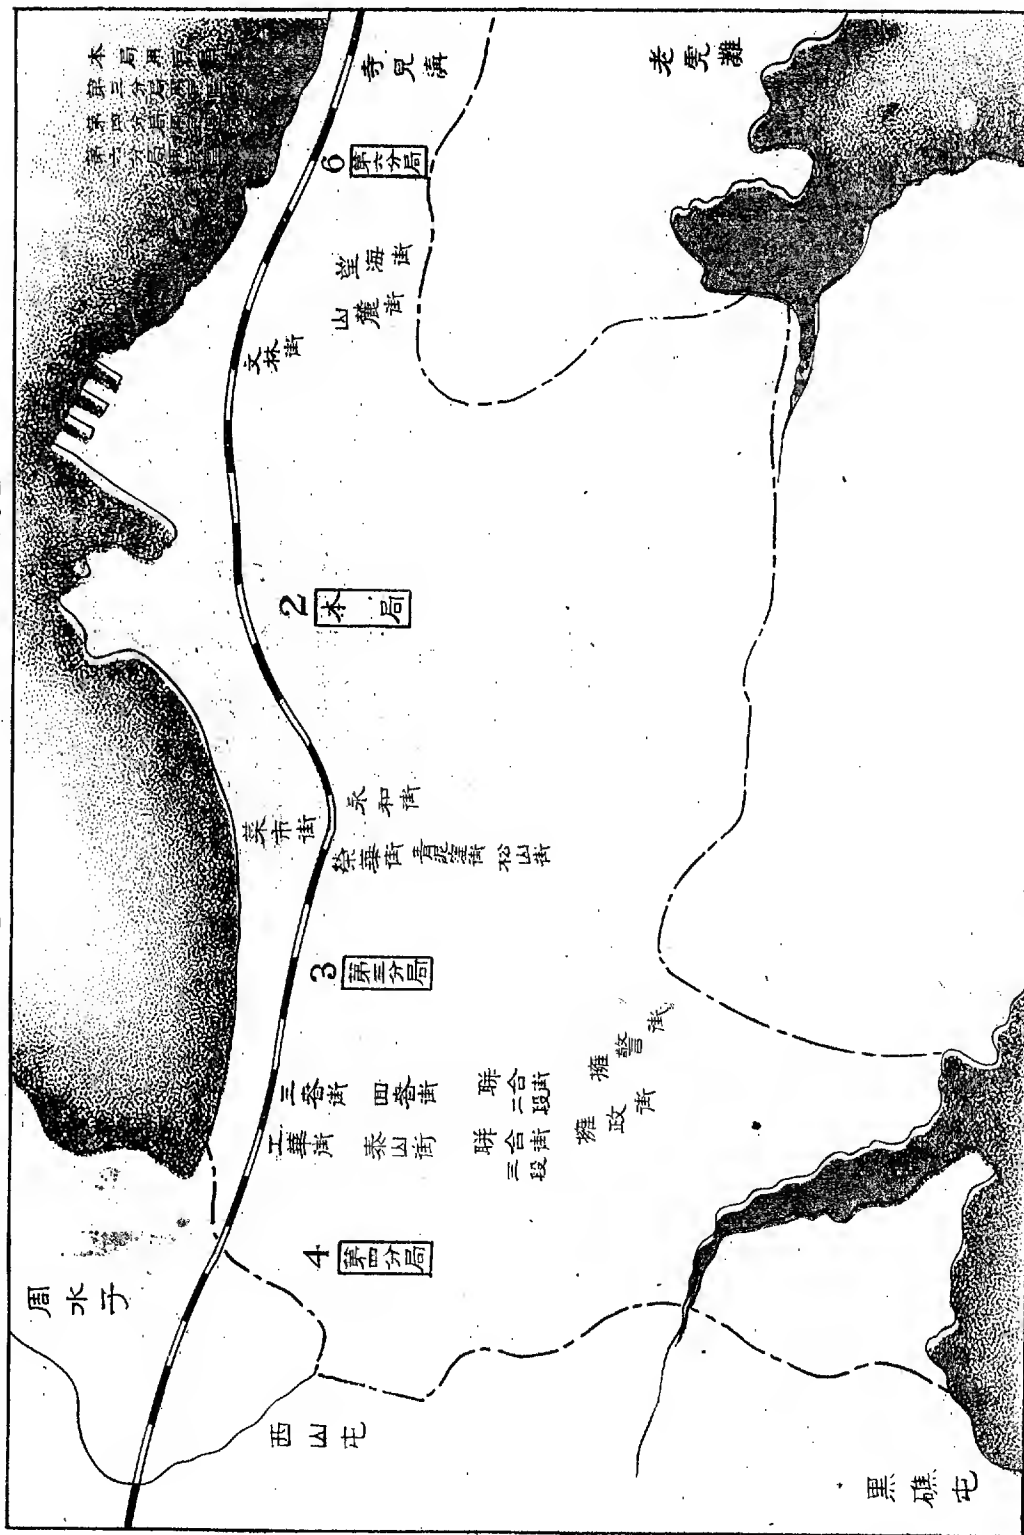 寺兒溝
老虎灘
6
第六分局
望海街
山麓街
文林街
2
本局
永和街
菜市街
榮華街
青泥窪街
松山街
3
第三分局
三春街
四春街
聯合街二段
擁警街
工華街
泰山街
聯合街三段
擁政街
4
第四分局
周水子
西山屯
黑礁屯